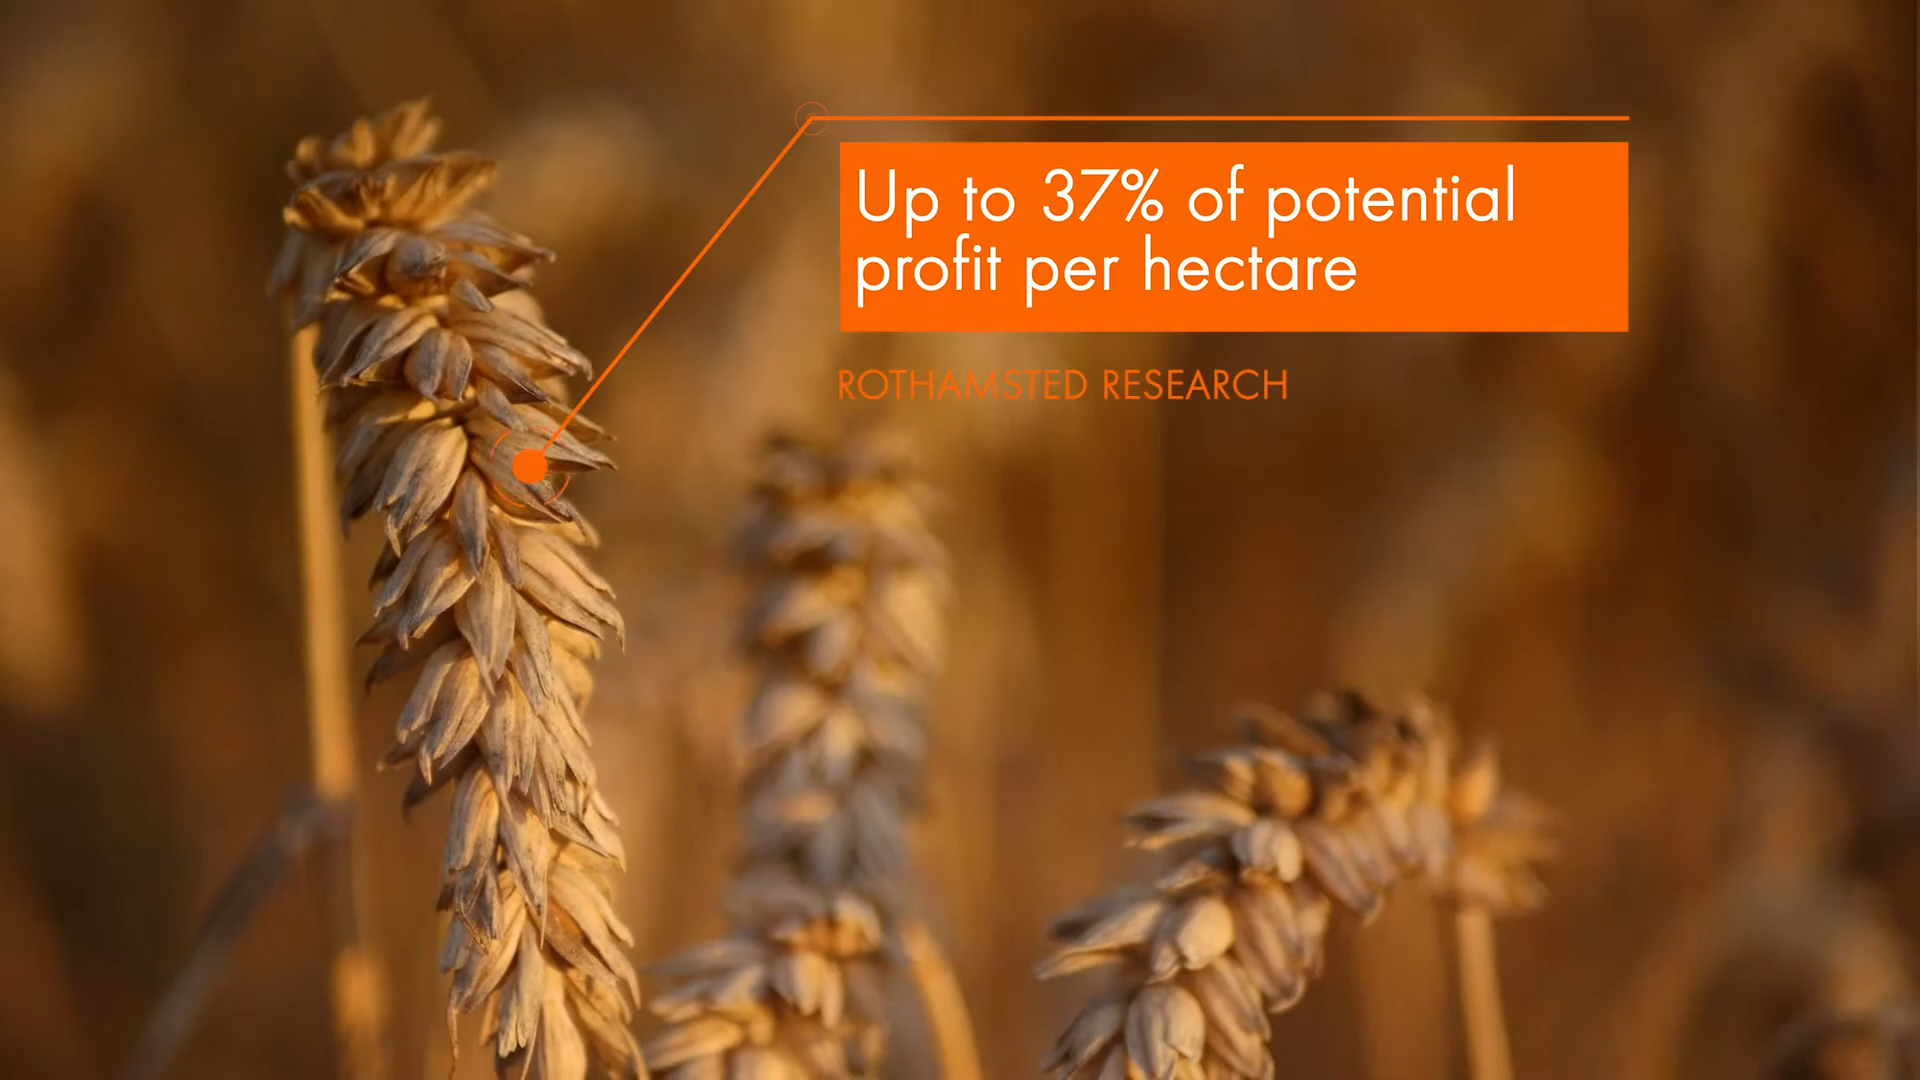 Up to 37% of potential
profit per hectare
ROTHAMSTED RESEARCH